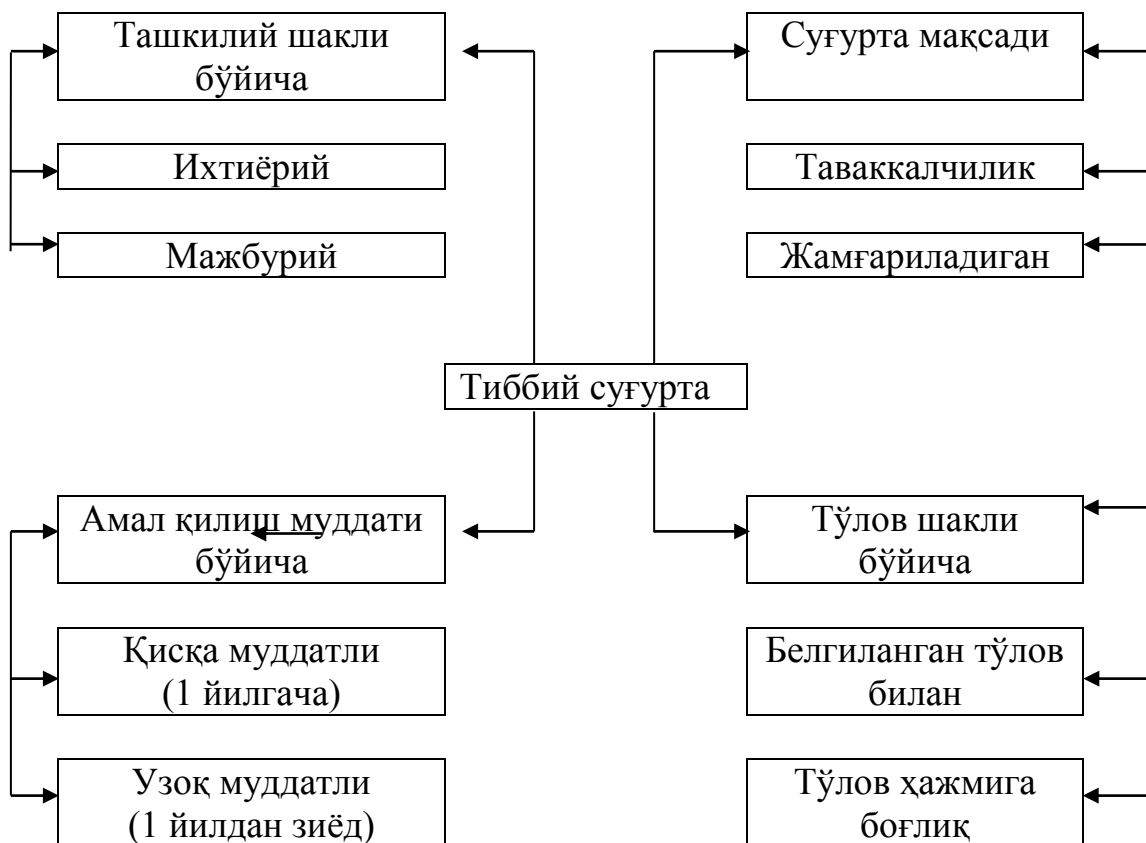 Ташкилий шакли
бўйича
Ихтиёрий
Мажбурий
Суғурта мақсади
Таваккалчилик
Жамғариладиган
Тиббий суғурта
Амал қилиш муддати
бўйича
Қисқа муддатли
(1 йилгача)
Узоқ муддатли
(1 йилдан зиёд)
Тўлов шакли
бўйича
Белгиланган тўлов
билан
Тўлов ҳажмига
боғлиқ